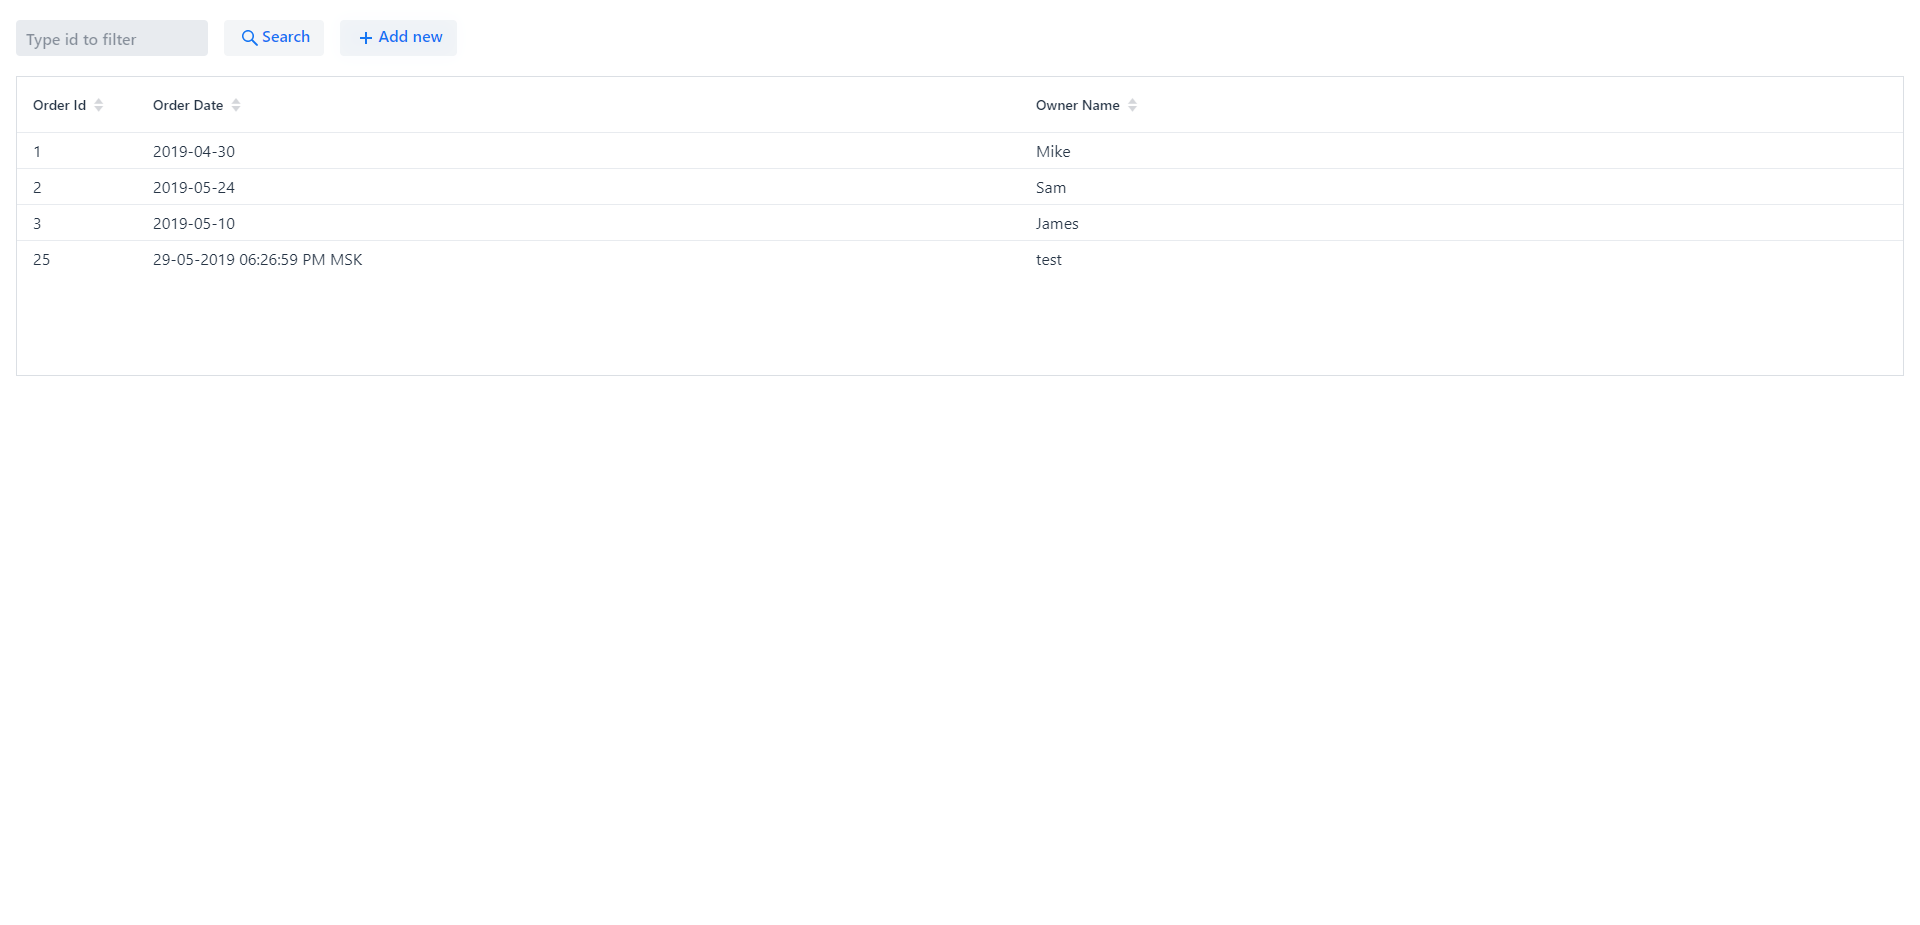 Type id to filter Search Add new
Order Id Order Date Owner Name
1 2019-04-30 Mike
2 2019-05-24 Sam
3 2019-05-10 James
25 29-05-2019 06:26:59 PM MSK test